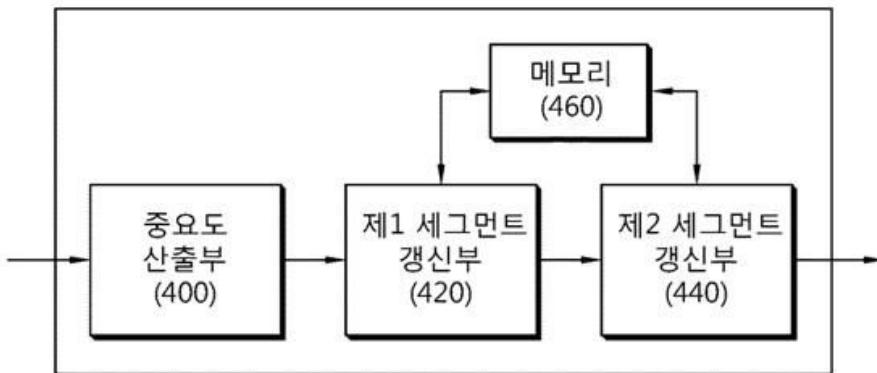 메모리
(460)
중요도
산출부
(400)
제1 세그먼트
갱신부
(420)
제2 세그먼트
갱신부
(440)